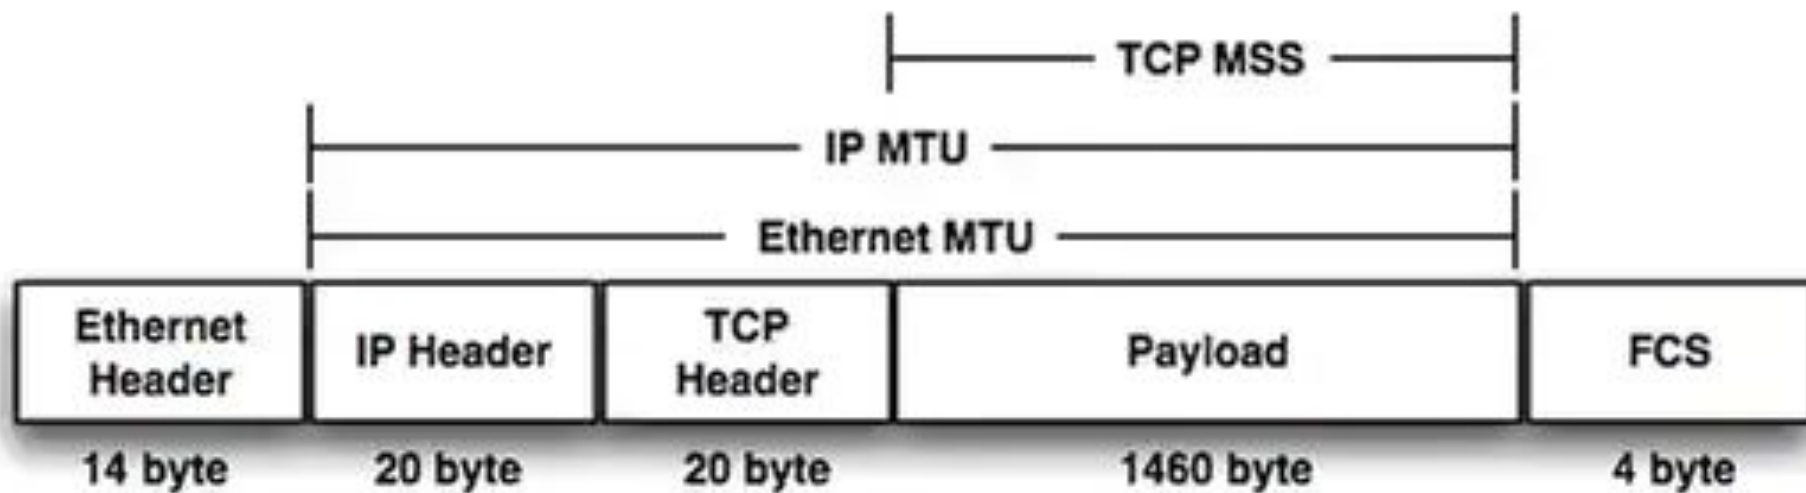 TCP MSS
IP MTU
Ethernet MTU
Ethernet
Header
IP Header
TCP
Header
Payload
FCS
14 byte
20 byte
20 byte
1460 byte
4 byte